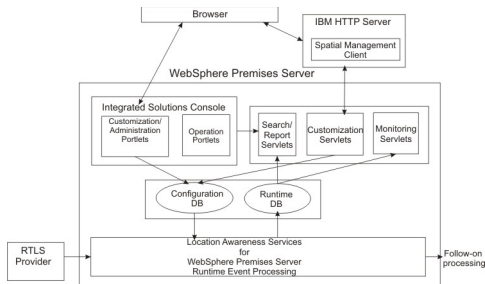 Browser
IBM HTTP Server
Spatial Management
Client
WebSphere Premises Server
Integrated Solutions Console
Customization/
Administration
Portlets
Operation
Portlets
Search/
Report
Servlets
Customization
Servlets
Monitoring
Servlets
Configuration
DB
Runtime
DB
RTLS
Provider
Location Awareness Services
for
WebSphere Premises Server
Runtime Event Processing
Follow-on
processing